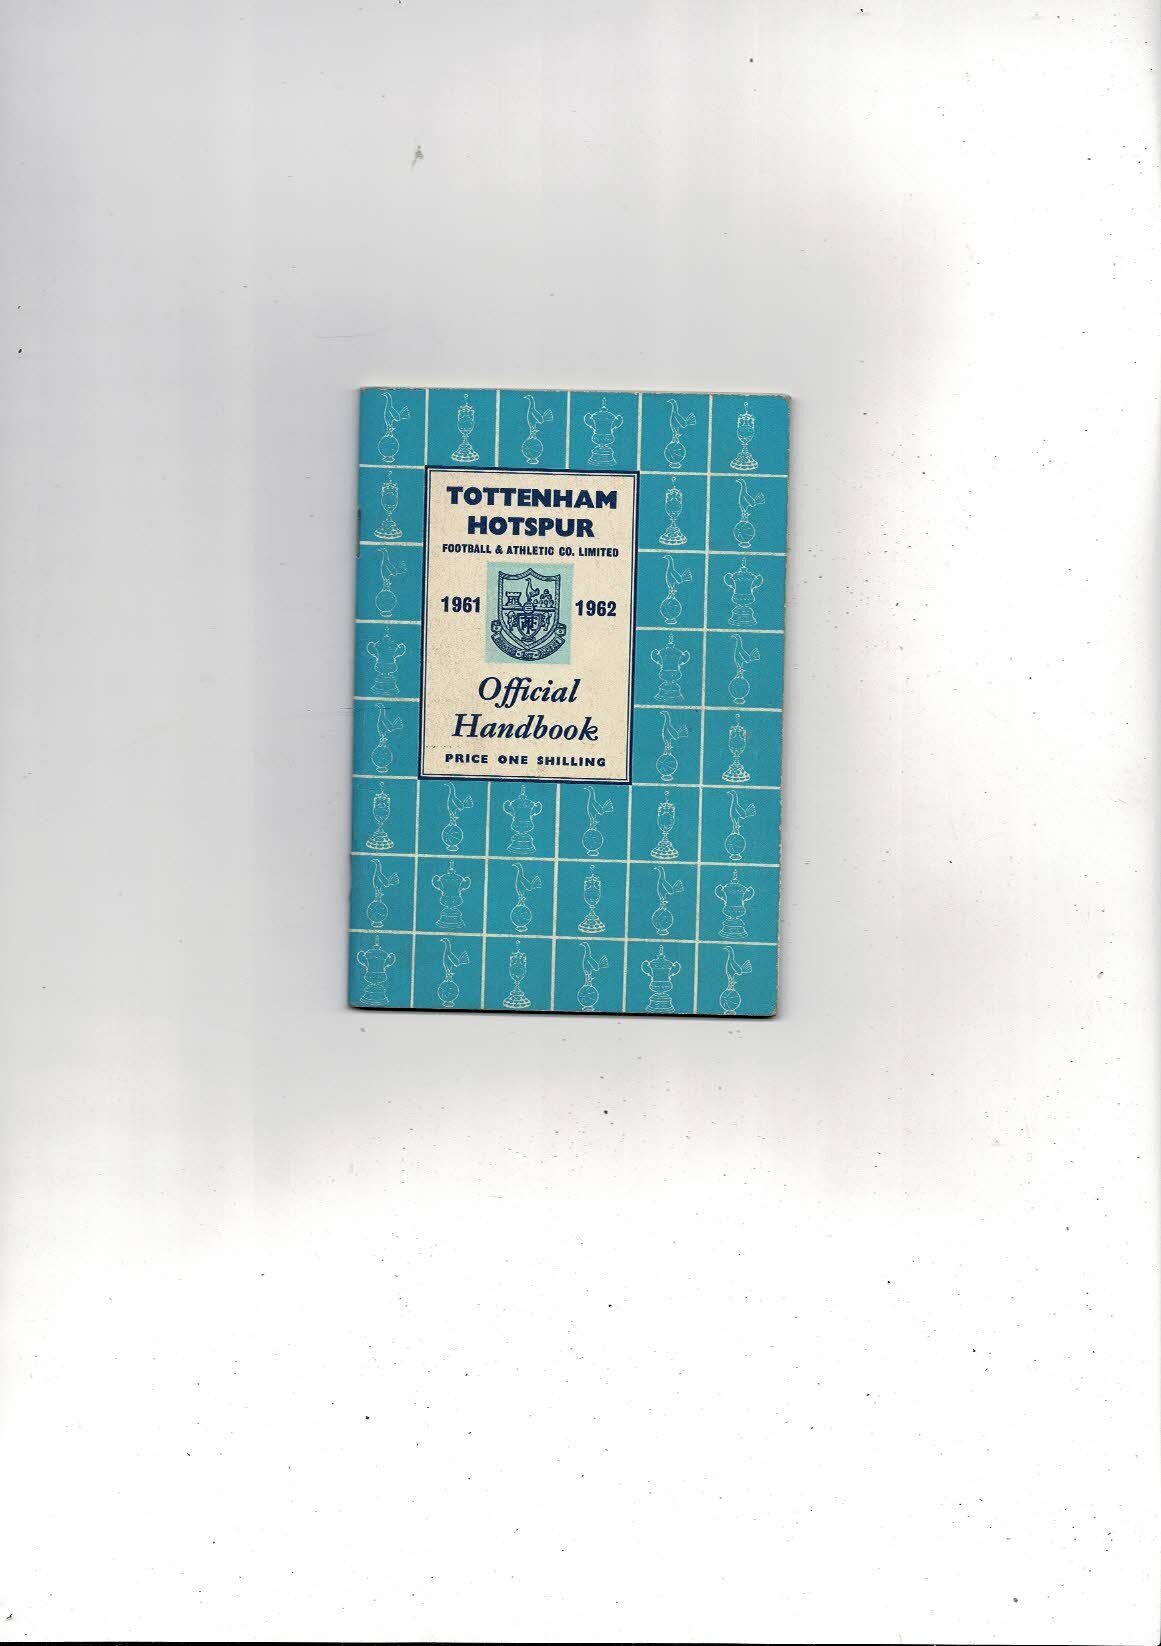 TOTTENHAM
HOTSPUR
FOOTBALL & ATHLETIC CO. LIMITED
1961 1962
Official
Handbook
PRICE ONE SHILLING